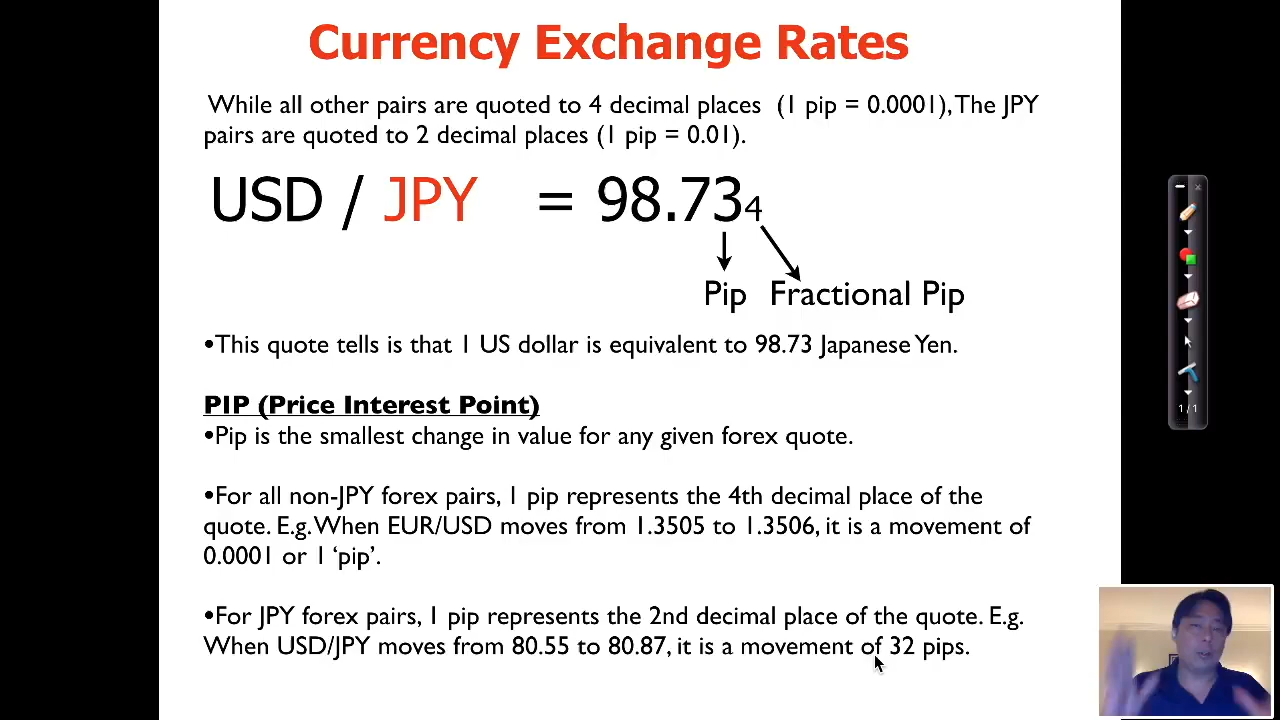 Currency Exchange Rates
While all other pairs are quoted to 4 decimal places (1 pip = 0.0001), The JPY
pairs are quoted to 2 decimal places (1 pip = 0.01).
USD / JPY = 98.734
Pip Fractional Pip
•This quote tells is that 1 US dollar is equivalent to 98.73 Japanese Yen.
PIP (Price Interest Point)
•Pip is the smallest change in value for any given forex quote.
•For all non-JPY forex pairs, 1 pip represents the 4th decimal place of the
quote. E.g. When EUR/USD moves from 1.3505 to 1.3506, it is a movement of
0.0001 or 1 ‘pip’.
•For JPY forex pairs, 1 pip represents the 2nd decimal place of the quote. E.g.
When USD/JPY moves from 80.55 to 80.87, it is a movement of 32 pips.
1/1